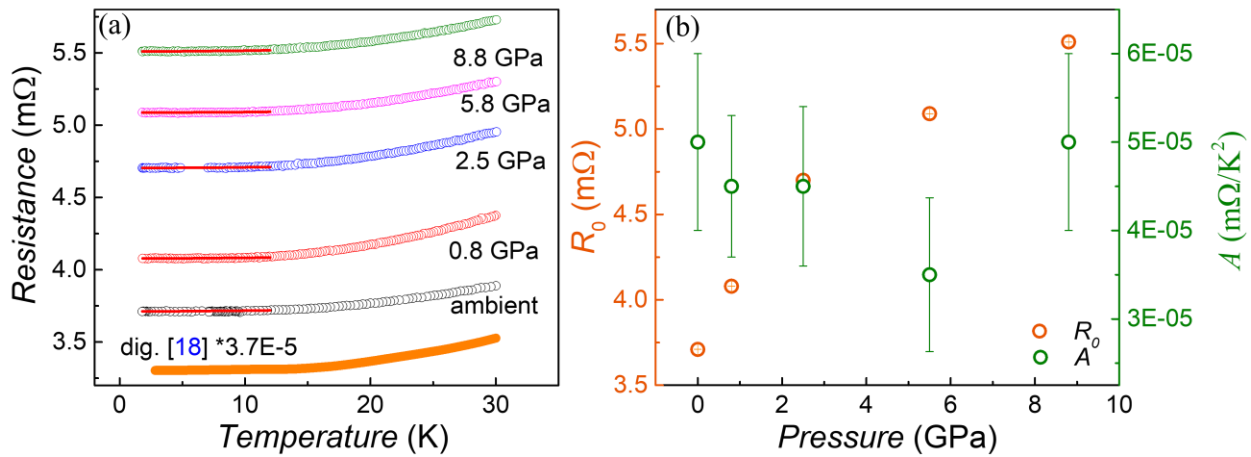 (a)
Resistance (mΩ)
5.5
5.0
4.5
4.0
3.5
8.8 GPa
5.8 GPa
2.5 GPa
0.8 GPa
ambient
dig. [18] *3.7E-5
0 10 20 30
Temperature (K)
(b)
R₀ (mΩ)
5.5
5.0
4.5
4.0
3.5
6E-05
5E-05
4E-05
3E-05
A (mΩ/K²)
R₀
A
0 2 4 6 8 10
Pressure (GPa)